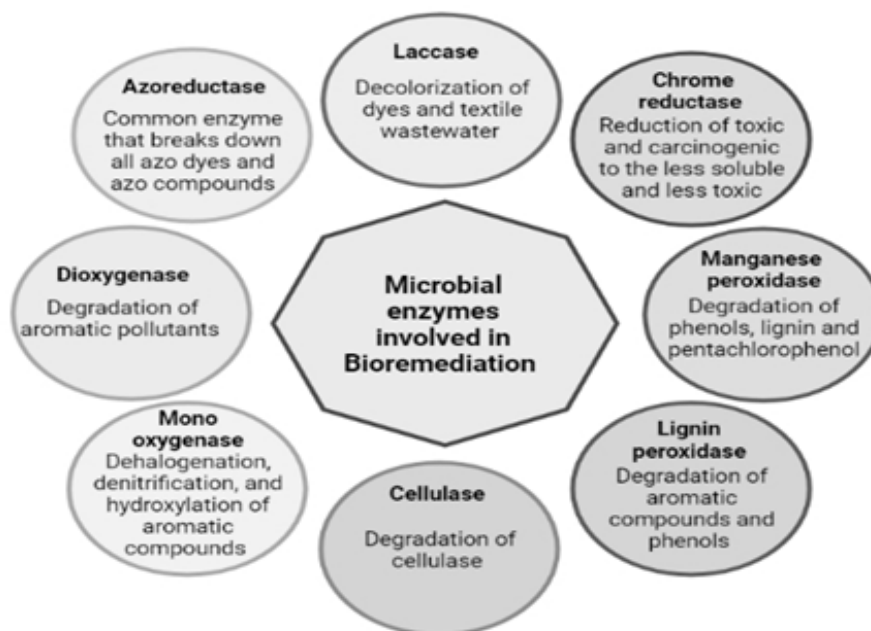 Laccase
Decolorization of
dyes and textile
wastewater
Azoreductase
Common enzyme
that breaks down
all azo dyes and
azo compounds
Chrome
reductase
Reduction of toxic
and carcinogenic
to the less soluble
and less toxic
Dioxygenase
Degradation of
aromatic pollutants
Microbial
enzymes
involved in
Bioremediation
Manganese
peroxidase
Degradation of
phenols, lignin and
pentachlorophenol
Mono
oxygenase
Dehalogenation,
denitrification, and
hydroxylation of
aromatic
compounds
Cellulase
Degradation of
cellulase
Lignin
peroxidase
Degradation of
aromatic
compounds and
phenols